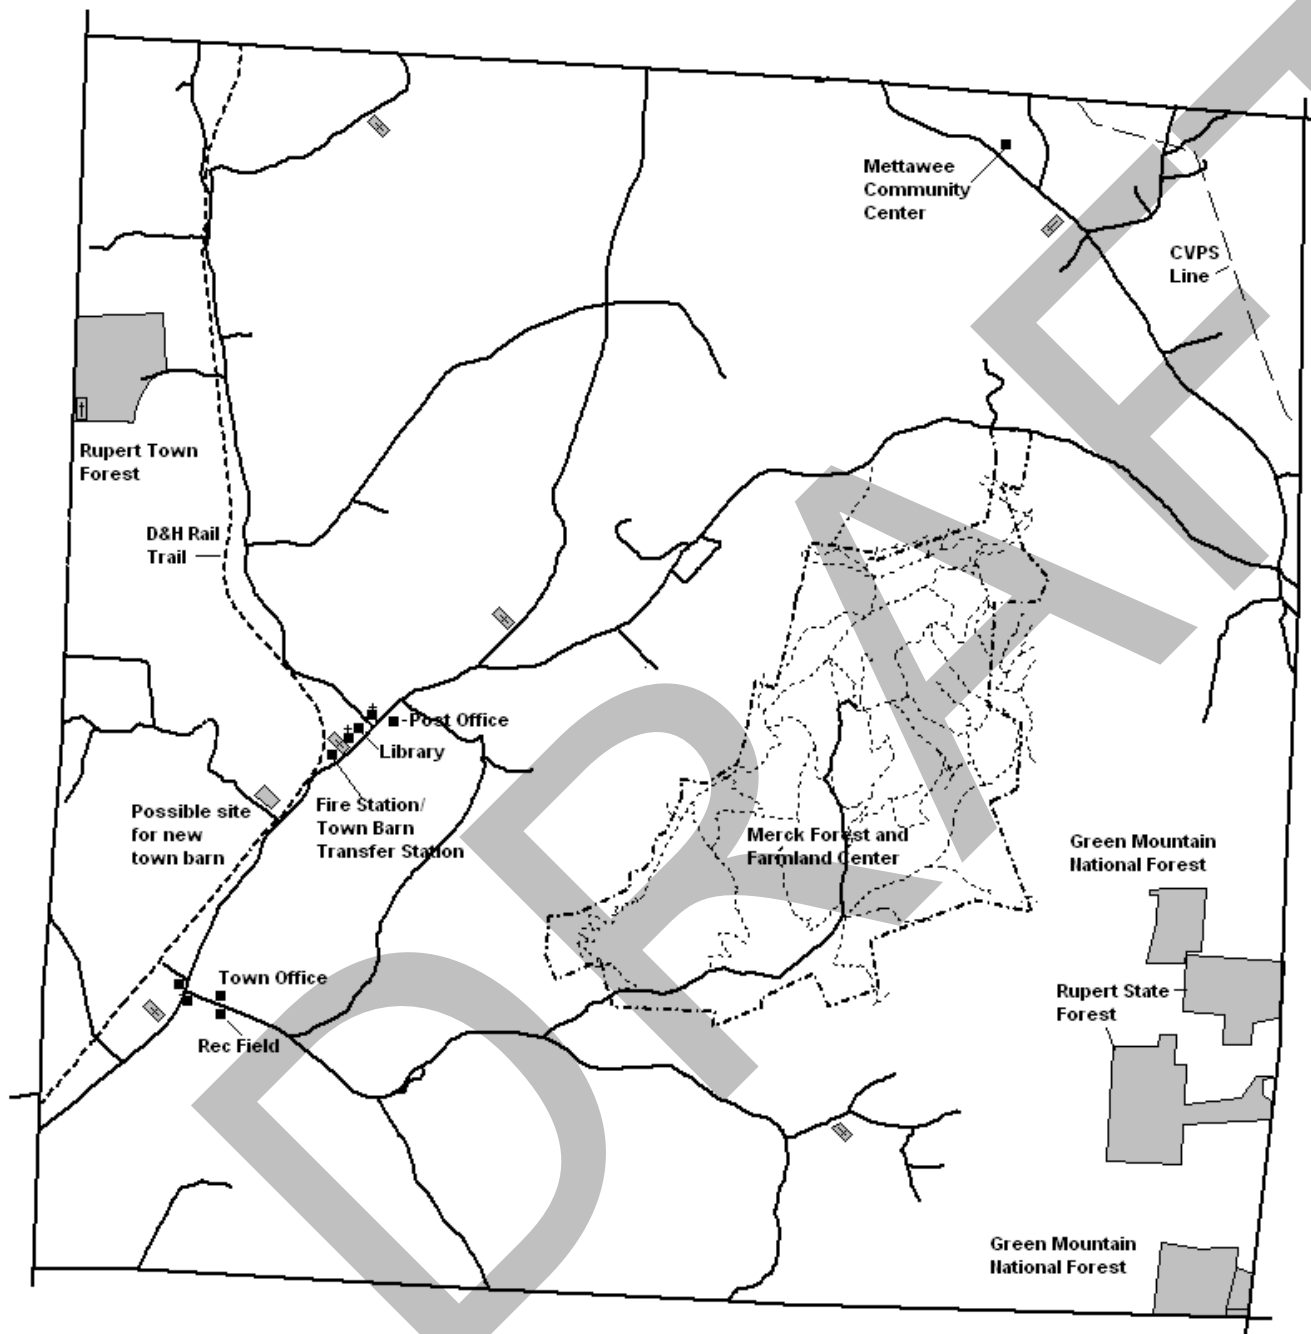 Mettawee
Community
Center
CVPS
Line
Rupert Town
Forest
D&H Rail
Trail
Post Office
Library
Possible site
for new
town barn
Fire Station/
Town Barn
Transfer Station
Merck Forest and
Farmland Center
Green Mountain
National Forest
Town Office
Rec Field
Rupert State
Forest
Green Mountain
National Forest
DRAFT